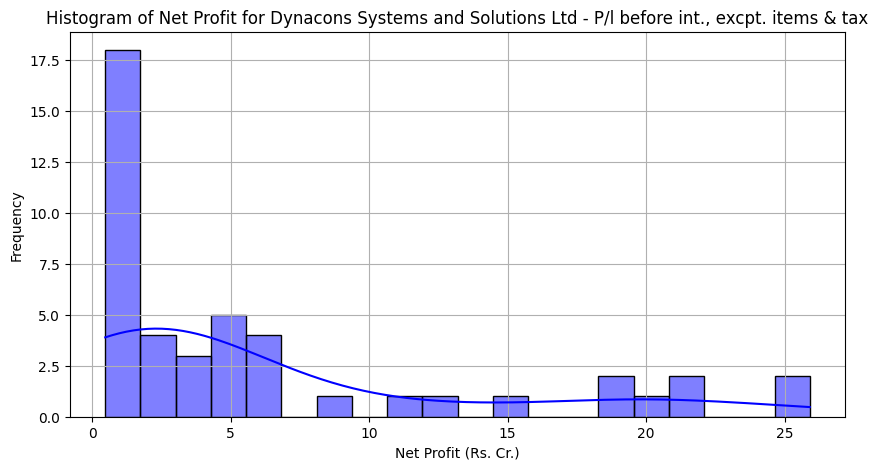 Histogram of Net Profit for Dynacons Systems and Solutions Ltd - P/l before int., excpt. items & tax
17.5
15.0
12.5
10.0
7.5
5.0
2.5
0.0
Frequency
0 5 10 15 20 25
Net Profit (Rs. Cr.)